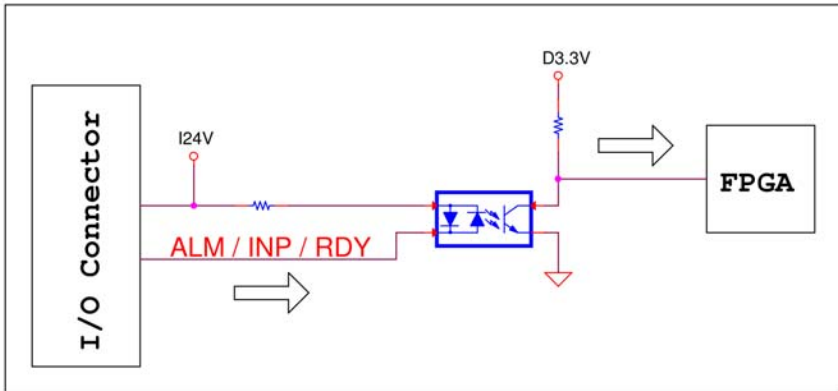 D3.3V
I24V
I/O Connector
FPGA
ALM / INP / RDY